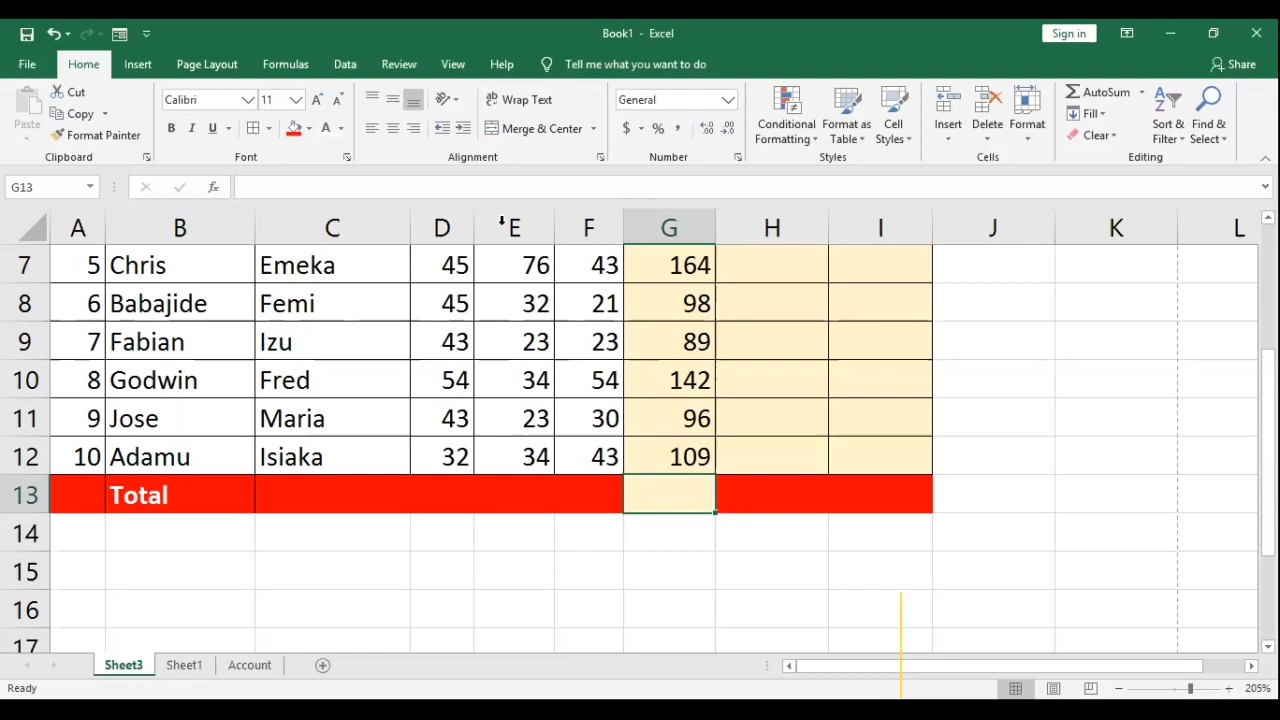 Book1 - Excel
Sign in
File Home Insert Page Layout Formulas Data Review View Help Tell me what you want to do Share
Paste
Cut
Copy
Format Painter
Clipboard
Calibri 11
B I U
Font
Wrap Text
Merge & Center
Alignment
General
$ % ,
Number
Conditional Formatting
Format as Table
Cell Styles
Styles
Insert Delete Format
Cells
AutoSum
Fill
Clear
Sort & Filter
Find & Select
Editing
G13 fx
A B C D E F G H I J K L
7 5 Chris Emeka 45 76 43 164
8 6 Babajide Femi 45 32 21 98
9 7 Fabian Izu 43 23 23 89
10 8 Godwin Fred 54 34 54 142
11 9 Jose Maria 43 23 30 96
12 10 Adamu Isiaka 32 34 43 109
13 Total
14
15
16
17
Sheet3 Sheet1 Account
Ready 205%